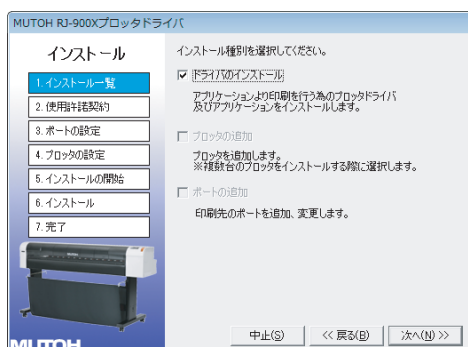 MUTOH RJ-900Xプロッタドライバ
インストール
1.インストール一覧
2.使用許諾契約
3.ポートの設定
4.プロッタの設定
5.インストールの開始
6.インストール
7.完了
MUTOH
インストール種別を選択してください。
ドライバのインストール
アプリケーションより印刷を行う為のプロッタドライバ
及びアプリケーションをインストールします。
プロッタの追加
プロッタを追加します。
※複数台のプロッタをインストールする際に選択します。
ポートの追加
印刷先のポートを追加、変更します。
中止(S)
<< 戻る(B)
次へ(N) >>